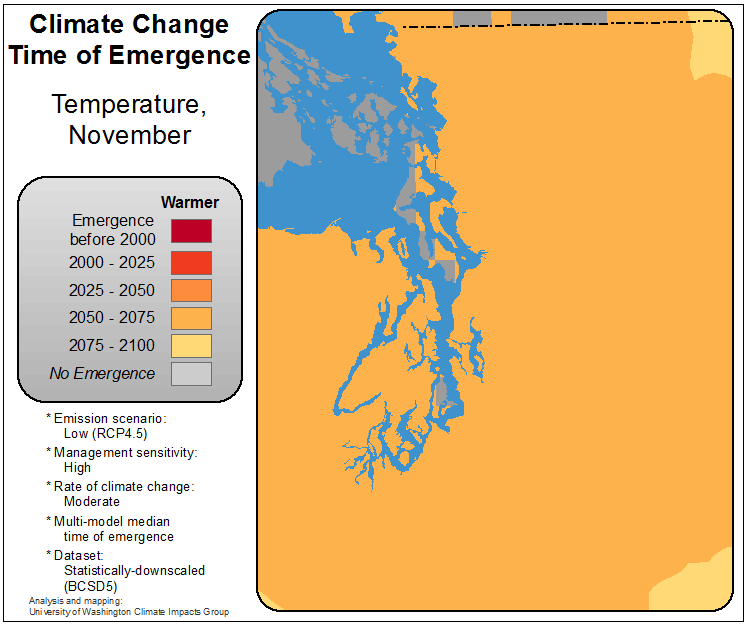 Climate Change
Time of Emergence
Temperature,
November
Warmer
Emergence
before 2000
2000 - 2025
2025 - 2050
2050 - 2075
2075 - 2100
No Emergence
* Emission scenario:
Low (RCP4.5)
* Management sensitivity:
High
* Rate of climate change:
Moderate
* Multi-model median
time of emergence
* Dataset:
Statistically-downscaled
(BCSD5)
Analysis and mapping:
University of Washington Climate Impacts Group